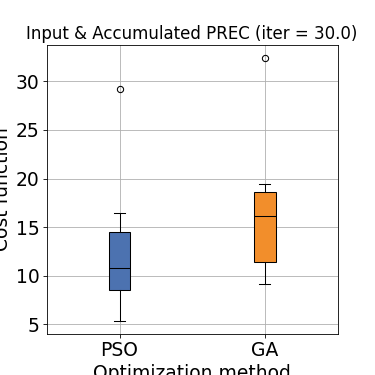 Input & Accumulated PREC (iter = 30.0)
30
25
20
15
10
5
Cost function
PSO
GA
Optimization method